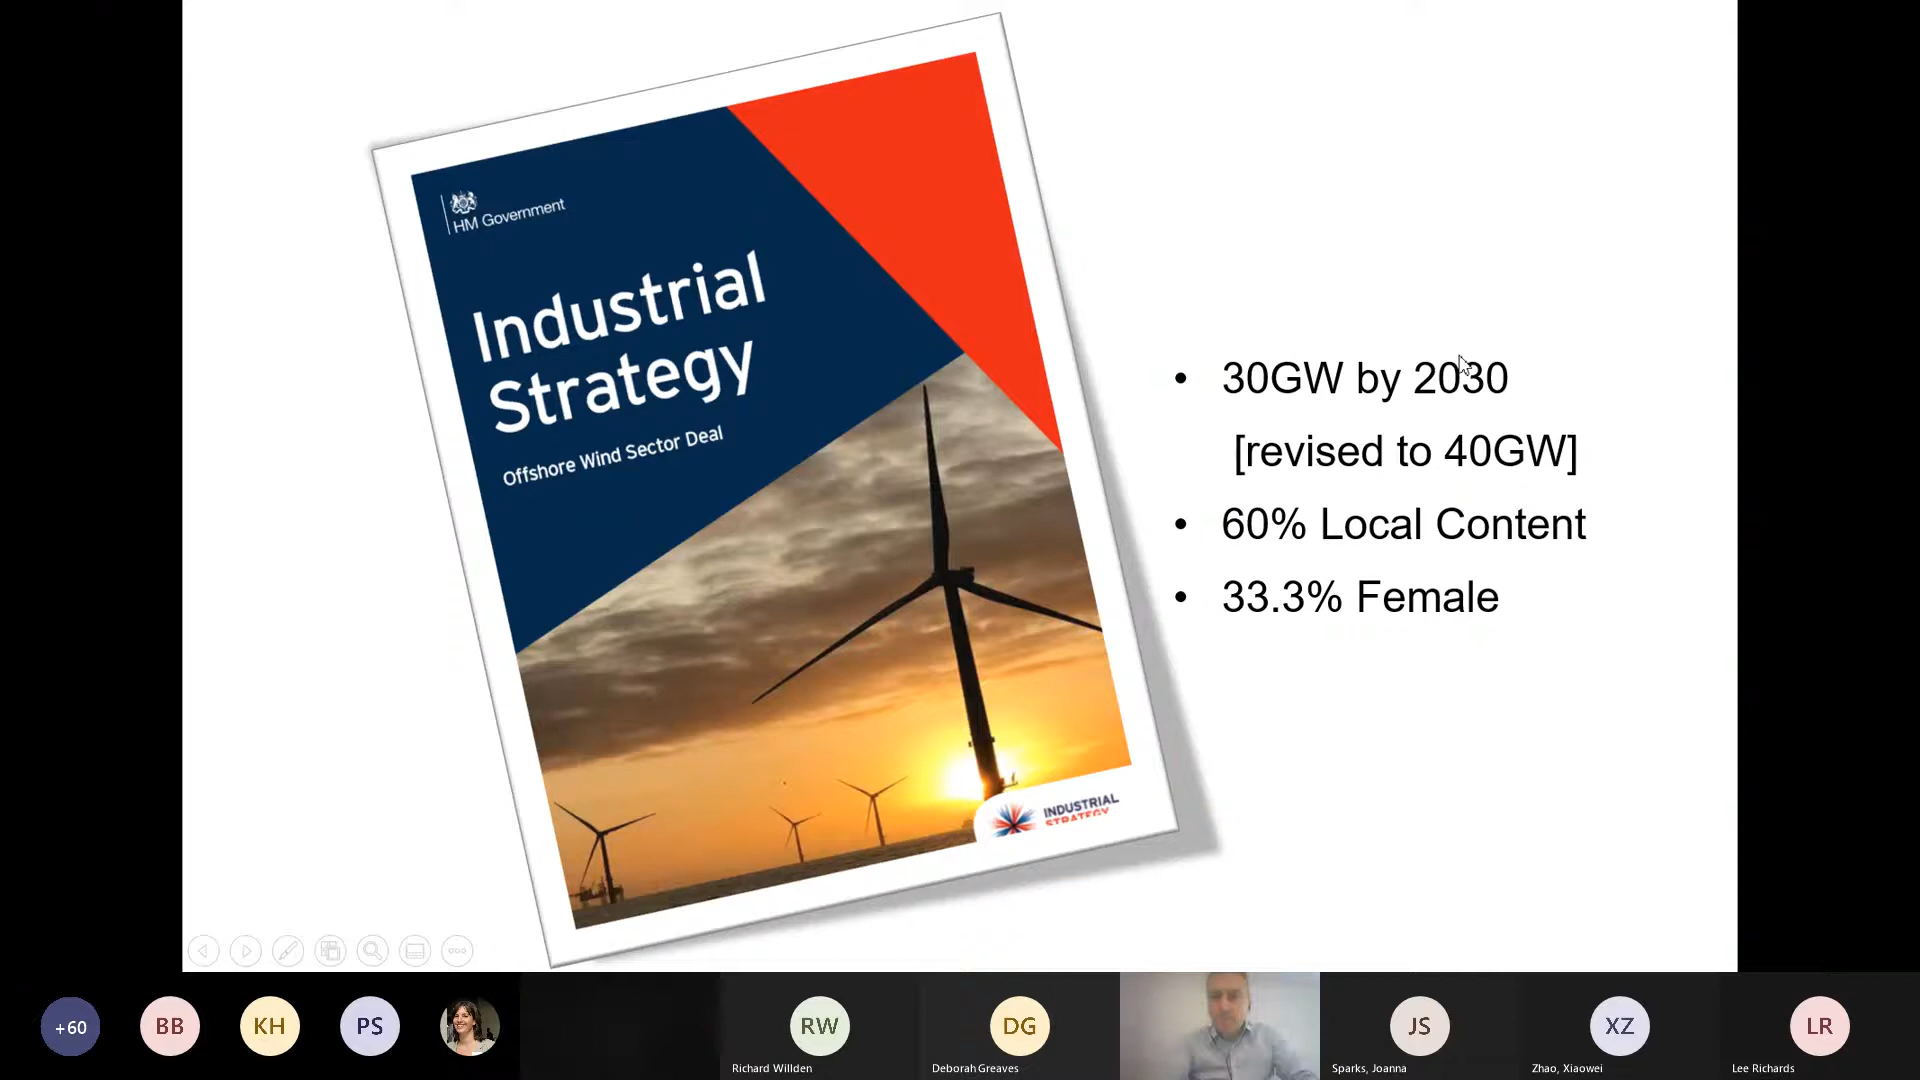 HM Government
Industrial
Strategy
Offshore Wind Sector Deal
INDUSTRIAL
STRATEGY
• 30GW by 2030
[revised to 40GW]
• 60% Local Content
• 33.3% Female
+60
BB
KH
PS
RW
Richard Willden
DG
Deborah Greaves
JS
Sparks, Joanna
XZ
Zhao, Xiaowei
LR
Lee Richards